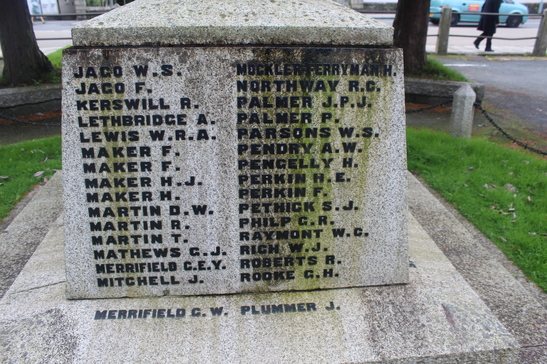 JAGO W. S.
JAGO F.
KERSWILL R.
LETHBRIDGE A.
LEWIS W.R.A.
MAKER F.
MAKER F.
MAKER H.J.
MAKER H.
MARTIN D.W.
MARTIN R.
MARTIN T.
MATHEWS G.J.
MERRIFIELD C.E.Y.
MITCHELL J.
MOCKLER-FERRYMAN H.
NORTHWAY R.G.
PALMER J.P.J.
PALMER P.
PARSONS W.S.
PENDRY A.W.
PENGELLY H.
PERKIN H.E.
PERKIN F.
PETHICK S.J.
PHILP C.R.
RAYMONT W.C.
RICH W.J.
ROBERTS R.
ROOKE G.H.
MERRIFIELD G.W. PLUMMER J.